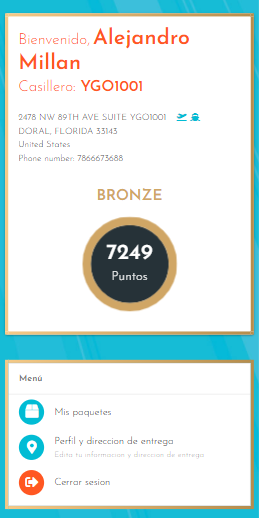 Bienvenido, Alejandro
Millan
Casillero: YGO1001
2478 NW 89TH AVE SUITE YGO1001
DORAL, FLORIDA 33143
United States
Phone number: 7866673688
BRONZE
7249
Puntos
Menú
Mis paquetes
Perfil y direccion de entrega
Edita tu informacion y direccion de entrega
Cerrar sesion